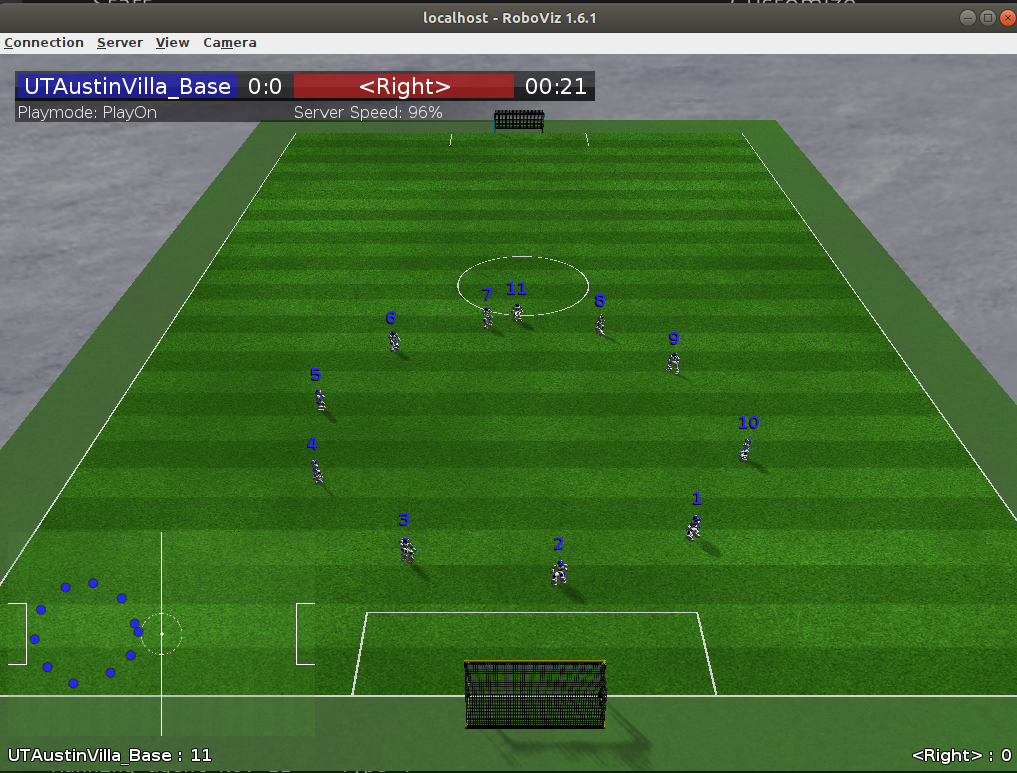 localhost - RoboViz 1.6.1
Connection Server View Camera
UTAustinVilla_Base 0:0 <Right> 00:21
Playmode: PlayOn Server Speed: 96%
7 11 8
6
9
5
10
4
1
3
2
UTAustinVilla_Base : 11 <Right> : 0